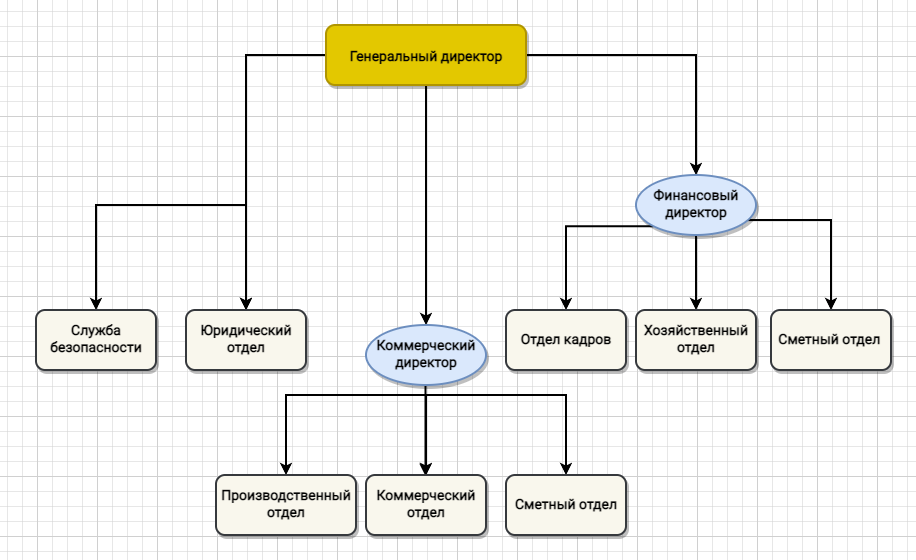 Генеральный директор
Финансовый
директор
Служба
безопасности
Юридический
отдел
Коммерческий
директор
Отдел кадров
Хозяйственный
отдел
Сметный отдел
Производственный
отдел
Коммерческий
отдел
Сметный отдел